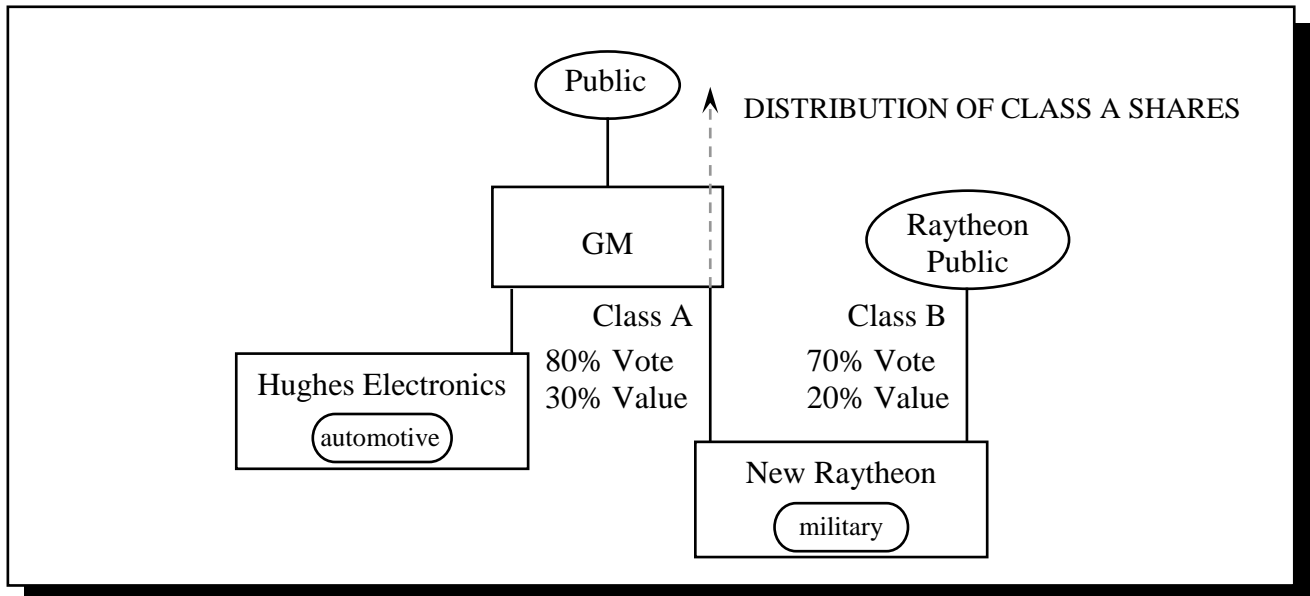 Public
DISTRIBUTION OF CLASS A SHARES
GM
Raytheon
Public
Class A
80% Vote
30% Value
Class B
70% Vote
20% Value
Hughes Electronics
automotive
New Raytheon
military